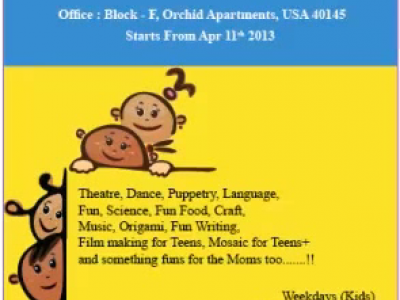 Office : Block - F, Orchid Apartments, USA 40145
Starts From Apr 11th 2013
Theatre, Dance, Puppetry, Language,
Fun, Science, Fun Food, Craft,
Music, Origami, Fun Writing,
Film making for Teens, Mosaic for Teens+
and something funs for the Moms too.......!!
Weekdays (Kids)